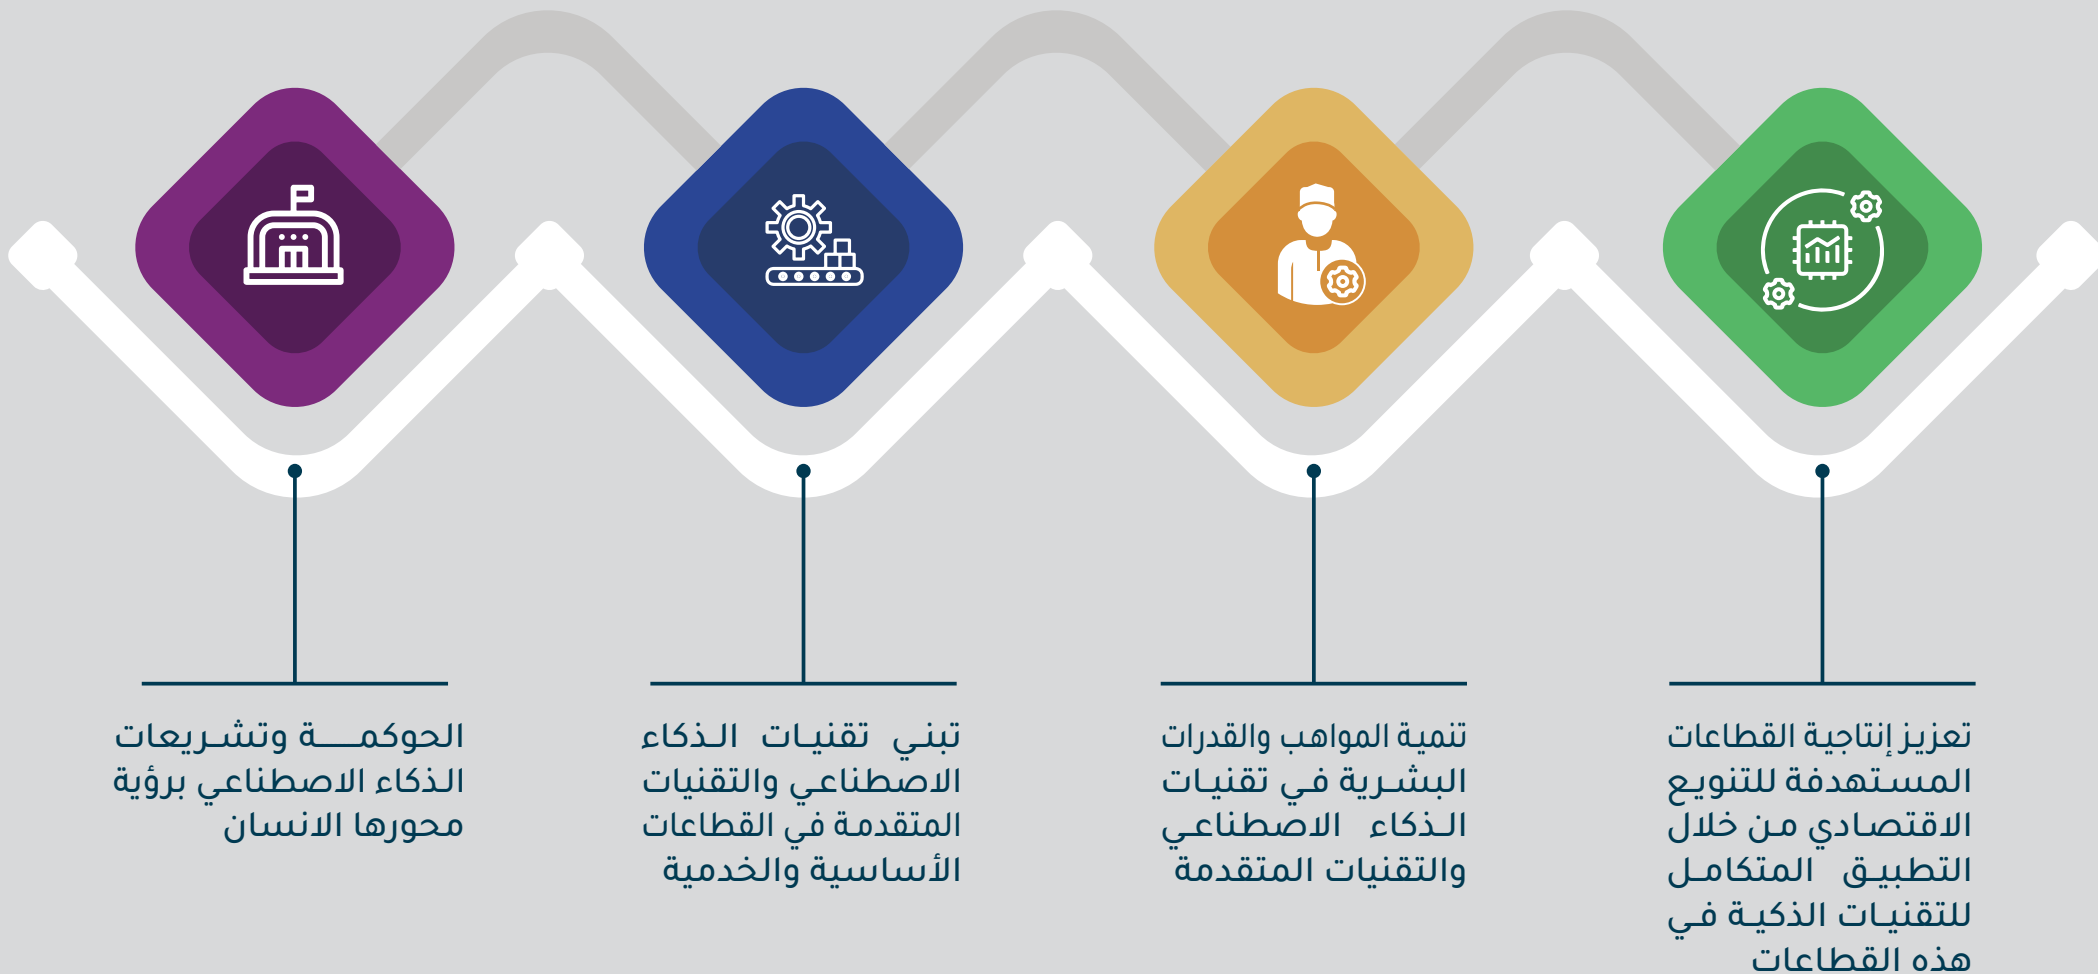 تعزيز إنتاجية القطاعات
المستهدفة للتنويع
الاقتصادي من خلال
التطبيق المتكامل
للتقنيات الذكية في
هذه القطاعات
تنمية المواهب والقدرات
البشرية في تقنيات
الذكاء الاصطناعي
والتقنيات المتقدمة
تبني تقنيات الذكاء
الاصطناعي والتقنيات
المتقدمة في القطاعات
الأساسية والخدمية
الحوكمة وتشريعات
الذكاء الاصطناعي برؤية
محورها الانسان